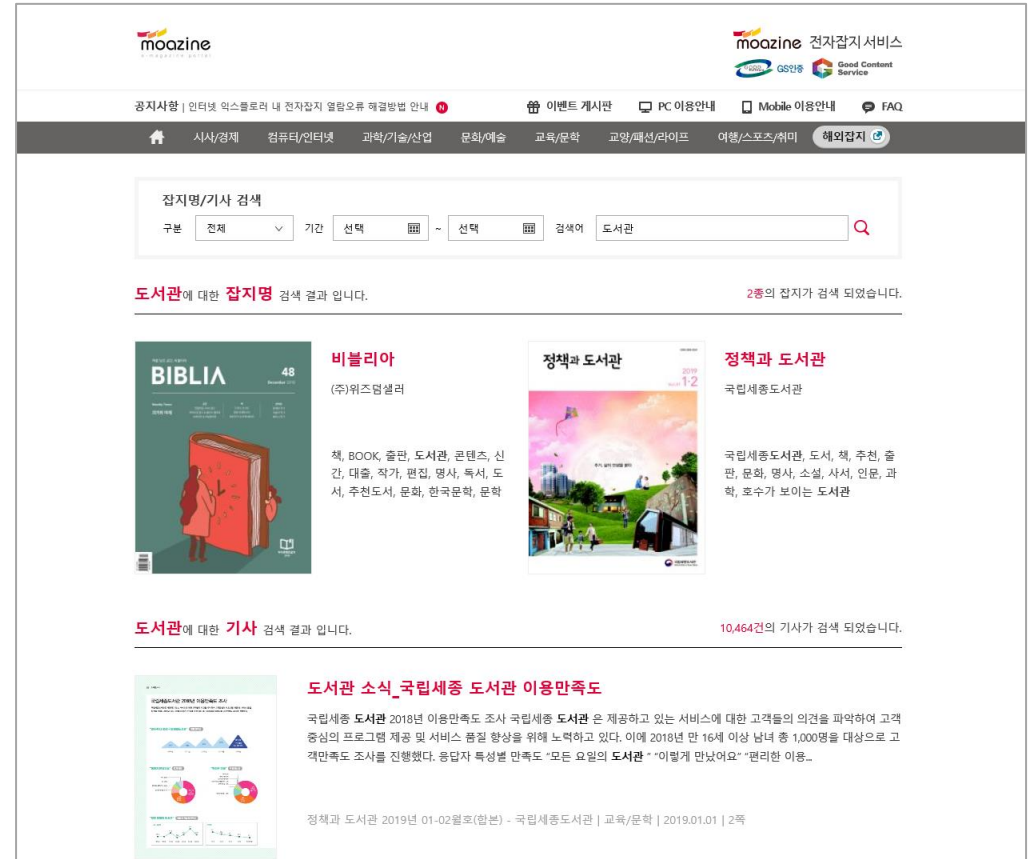 moazine
moazine 전자잡지 서비스
GS인증 Good Content Service
공지사항 | 인터넷 익스플로러 내 전자잡지 열람오류 해결방법 안내 N
이벤트 게시판 PC 이용안내 Mobile 이용안내 FAQ
시사/경제 컴퓨터/인터넷 과학/기술/산업 문화/예술 교육/문학 교양/패션/라이프 여행/스포츠/취미 해외잡지
잡지명/기사 검색
구분 전체 기간 선택 ~ 선택 검색어 도서관
도서관에 대한 잡지명 검색 결과 입니다. 2종의 잡지가 검색 되었습니다.
BIBLIA 48
비블리아
(주)위즈덤샐러
책, BOOK, 출판, 도서관, 콘텐츠, 신
간, 대출, 작가, 편집, 명사, 독서, 도
서, 추천도서, 문화, 한국문학, 문학
정책과 도서관
2019
1·2
정책과 도서관
국립세종도서관
국립세종도서관, 도서, 책, 추천, 출
판, 문화, 명사, 소설, 사서, 인문, 과
학, 호수가 보이는 도서관
도서관에 대한 기사 검색 결과 입니다. 10,464건의 기사가 검색 되었습니다.
국립세종도서관 2018년 이용만족도 조사
도서관 소식_국립세종 도서관 이용만족도
국립세종 도서관 2018년 이용만족도 조사 국립세종 도서관 은 제공하고 있는 서비스에 대한 고객들의 의견을 파악하여 고객
중심의 프로그램 제공 및 서비스 품질 향상을 위해 노력하고 있다. 이에 2018년 만 16세 이상 남녀 총 1,000명을 대상으로 고
객만족도 조사를 진행했다. 응답자 특성별 만족도 “모든 요일의 도서관 ” “이렇게 만났어요” “편리한 이용...
정책과 도서관 2019년 01-02월호(합본) - 국립세종도서관 | 교육/문학 | 2019.01.01 | 2쪽